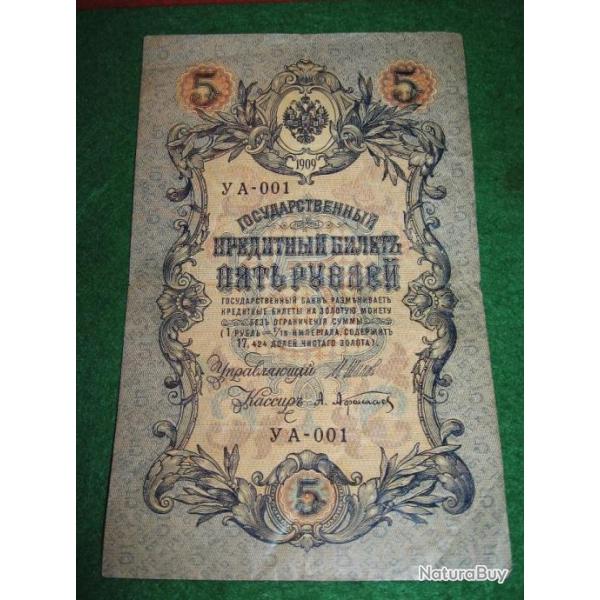 5 5
1909
УА-001
ГОСУДАРСТВЕННЫЙ
КРЕДИТНЫЙ БИЛЕТЪ
ПЯТЬ РУБЛЕЙ
ГОСУДАРСТВЕННЫЙ БАНКЪ РАЗМѢНИВАЕТЪ
КРЕДИТНЫЕ БИЛЕТЫ НА ЗОЛОТУЮ МОНЕТУ
БЕЗЪ ОГРАНИЧЕНІЯ СУММЫ
(1 РУБЛЬ = 1/15 ИМПЕРІАЛА, СОДЕРЖИТЪ
17,424 ДОЛЕЙ ЧИСТАГО ЗОЛОТА).
Управляющій
Кассиръ А.
УА-001
5
NaturaBuy